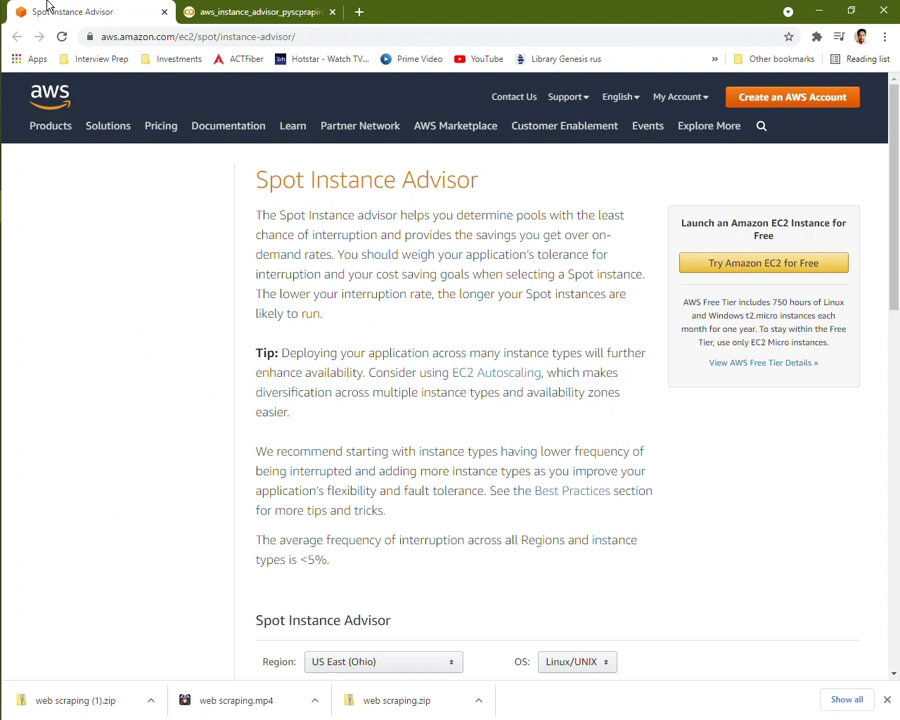 Spot Instance Advisor
aws_instance_advisor_pyscprapin
aws.amazon.com/ec2/spot/instance-advisor/
Apps
Interview Prep
Investments
ACTFiber
Hotstar - Watch TV...
Prime Video
YouTube
Library Genesis rus
»
Other bookmarks
Reading list
aws
Contact Us
Support
English
My Account
Create an AWS Account
Products
Solutions
Pricing
Documentation
Learn
Partner Network
AWS Marketplace
Customer Enablement
Events
Explore More
Spot Instance Advisor
The Spot Instance advisor helps you determine pools with the least
chance of interruption and provides the savings you get over on-
demand rates. You should weigh your application's tolerance for
interruption and your cost saving goals when selecting a Spot instance.
The lower your interruption rate, the longer your Spot instances are
likely to run.
Tip: Deploying your application across many instance types will further
enhance availability. Consider using EC2 Autoscaling, which makes
diversification across multiple instance types and availability zones
easier.
We recommend starting with instance types having lower frequency of
being interrupted and adding more instance types as you improve your
application's flexibility and fault tolerance. See the Best Practices section
for more tips and tricks.
The average frequency of interruption across all Regions and instance
types is <5%.
Launch an Amazon EC2 Instance for
Free
Try Amazon EC2 for Free
AWS Free Tier includes 750 hours of Linux
and Windows t2.micro instances each
month for one year. To stay within the Free
Tier, use only EC2 Micro instances.
View AWS Free Tier Details »
Spot Instance Advisor
Region:
US East (Ohio)
OS:
Linux/UNIX
web scraping (1).zip
web scraping.mp4
web scraping.zip
Show all